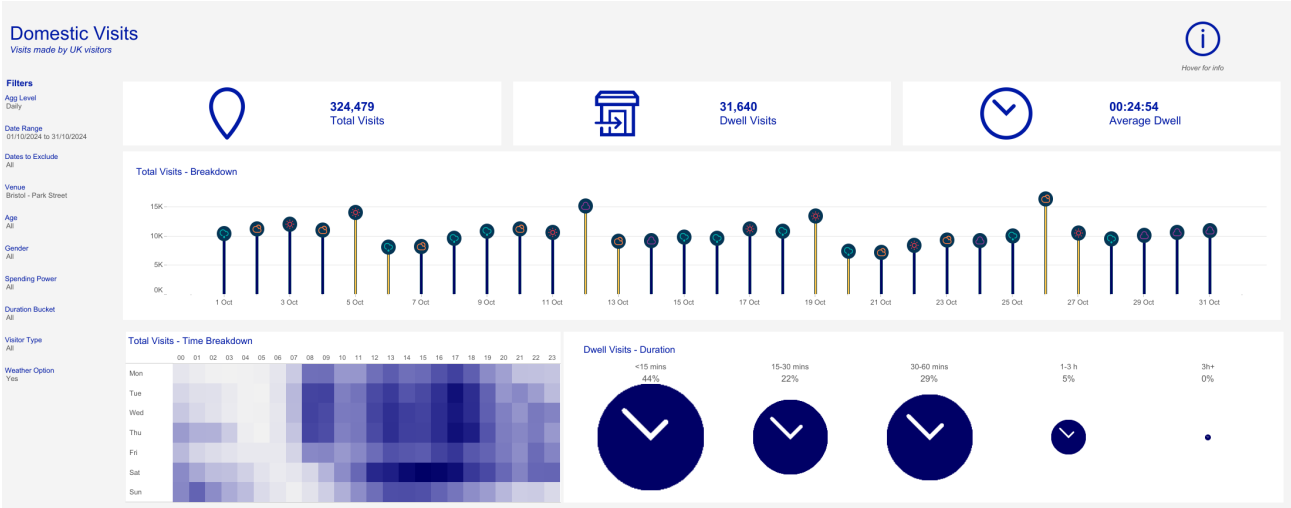 Domestic Visits
Visits made by UK visitors
Hover for info
Filters
Agg Level
Daily
Date Range
01/10/2024 to 31/10/2024
Dates to Exclude
All
Venue
Bristol - Park Street
Age
All
Gender
All
Spending Power
All
Duration Bucket
All
Visitor Type
All
Weather Option
Yes
324,479
Total Visits
31,640
Dwell Visits
00:24:54
Average Dwell
Total Visits - Breakdown
15K
10K
5K
0K
1 Oct 3 Oct 5 Oct 7 Oct 9 Oct 11 Oct 13 Oct 15 Oct 17 Oct 19 Oct 21 Oct 23 Oct 25 Oct 27 Oct 29 Oct 31 Oct
Total Visits - Time Breakdown
00 01 02 03 04 05 06 07 08 09 10 11 12 13 14 15 16 17 18 19 20 21 22 23
Mon
Tue
Wed
Thu
Fri
Sat
Sun
Dwell Visits - Duration
<15 mins 15-30 mins 30-60 mins 1-3 h 3h+
44% 22% 29% 5% 0%